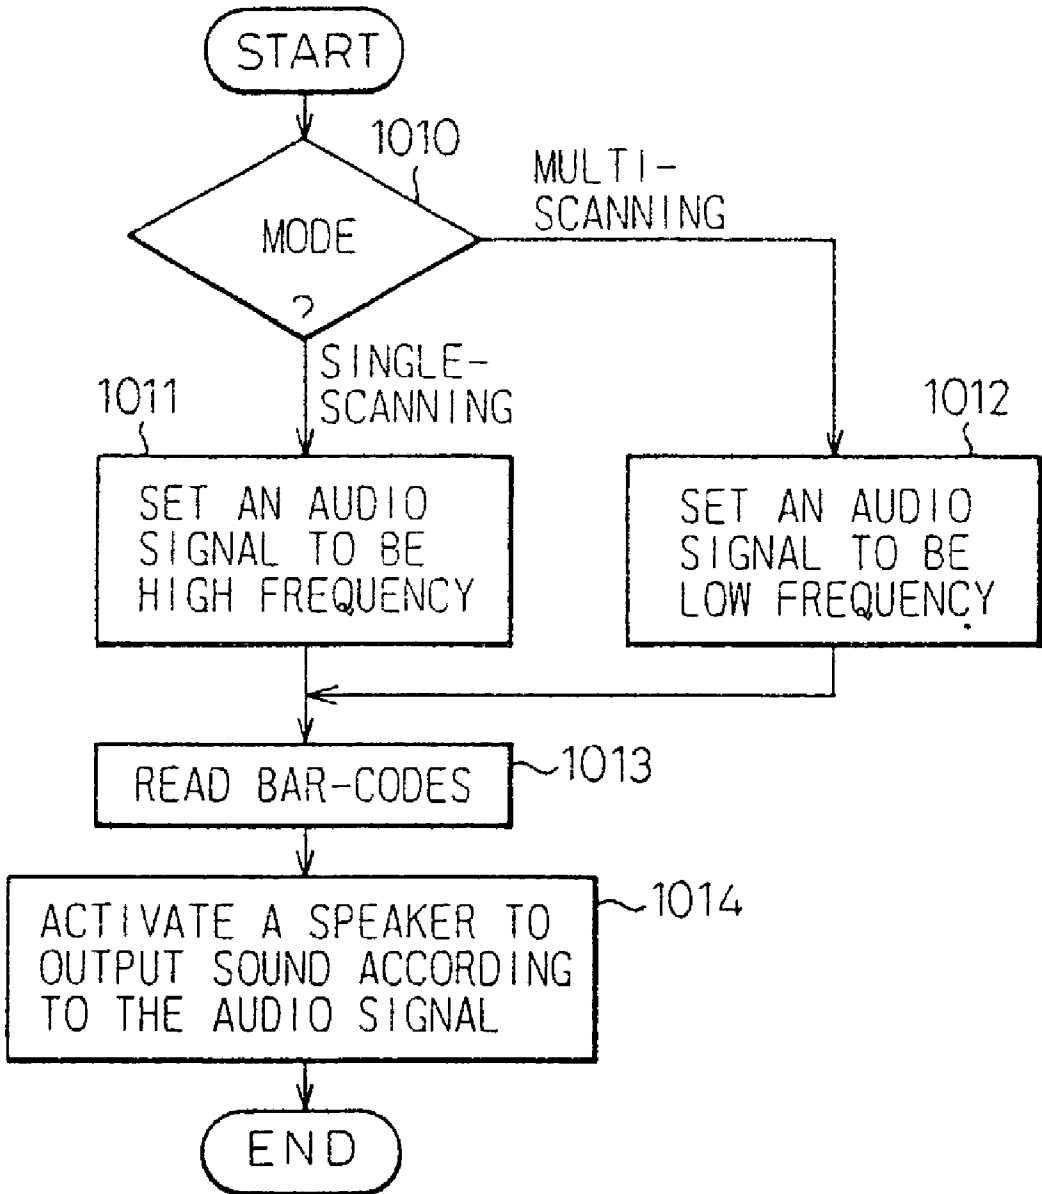 START
1010
MULTI-
SCANNING
MODE
?
SINGLE-
SCANNING
1011
1012
SET AN AUDIO
SIGNAL TO BE
HIGH FREQUENCY
SET AN AUDIO
SIGNAL TO BE
LOW FREQUENCY
READ BAR-CODES
1013
1014
ACTIVATE A SPEAKER TO
OUTPUT SOUND ACCORDING
TO THE AUDIO SIGNAL
END